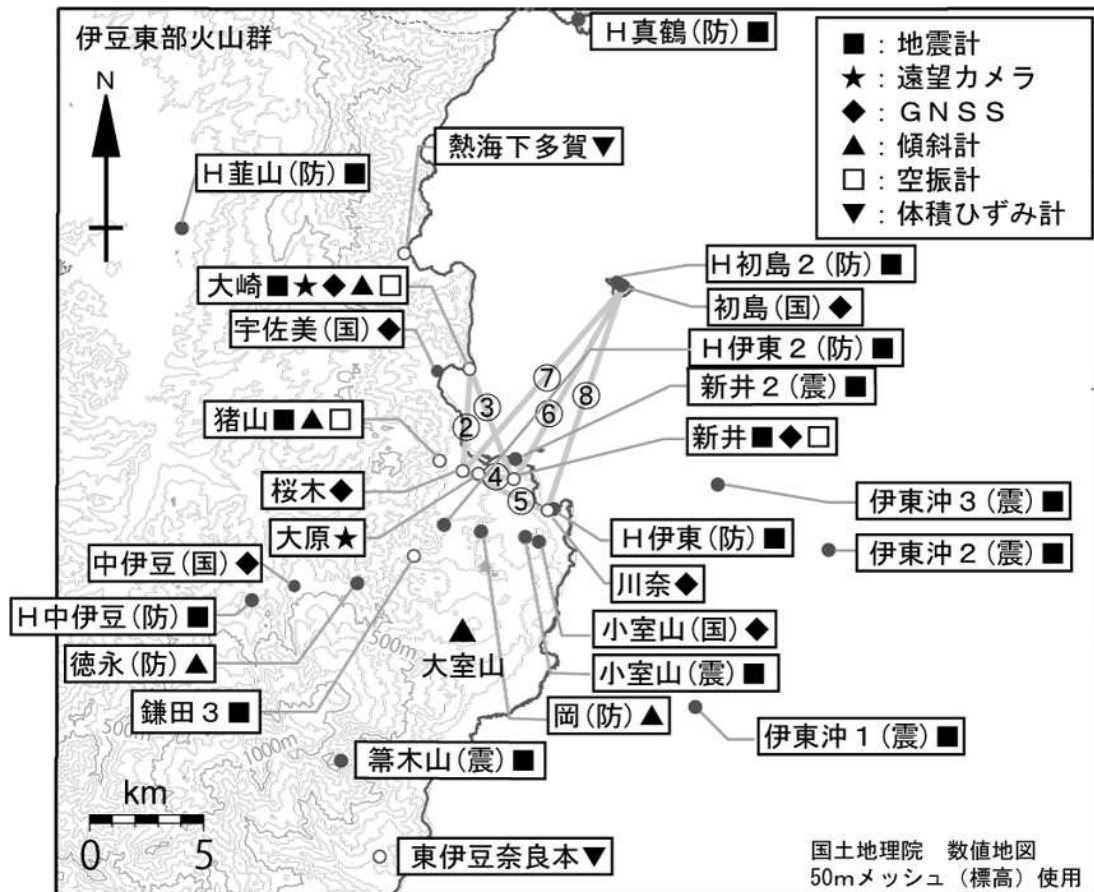 伊豆東部火山群
N
H真鶴(防)■
■：地震計
★：遠望カメラ
◆：GNSS
▲：傾斜計
□：空振計
▼：体積ひずみ計
熱海下多賀▼
H韮山(防)■
大崎■★◆▲□
宇佐美(国)◆
H初島2(防)■
初島(国)◆
H伊東2(防)■
新井2(震)■
新井■◆□
猪山■▲□
桜木◆
大原★
②
③
④
⑤
⑥
⑦
⑧
伊東沖3(震)■
伊東沖2(震)■
H伊東(防)■
川奈◆
中伊豆(国)◆
H中伊豆(防)■
徳永(防)▲
鎌田3■
小室山(国)◆
小室山(震)■
大室山
岡(防)▲
伊東沖1(震)■
箒木山(震)■
500m
500m
1000m
km
0 5
東伊豆奈良本▼
国土地理院　数値地図
50mメッシュ（標高）使用